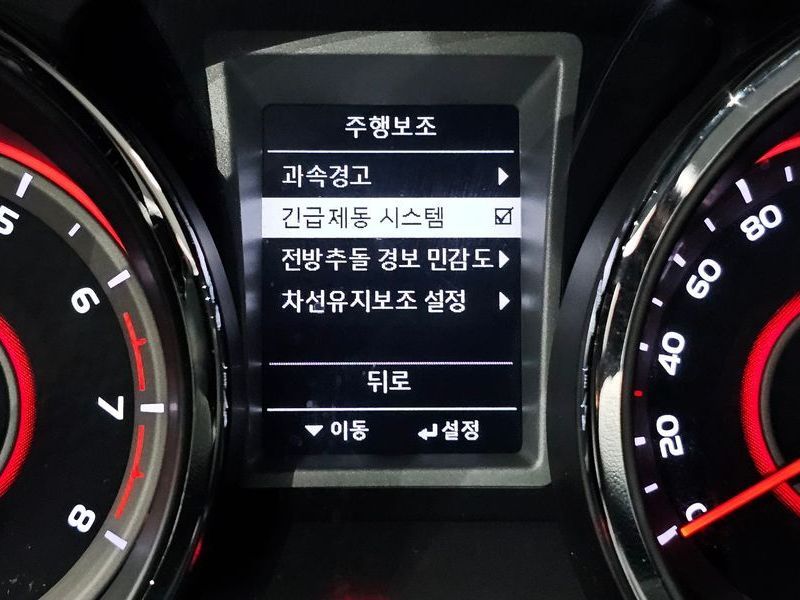 주행보조
과속경고
긴급제동 시스템
전방추돌 경보 민감도
차선유지보조 설정
뒤로
이동
설정
5
6
7
8
80
60
40
20
0